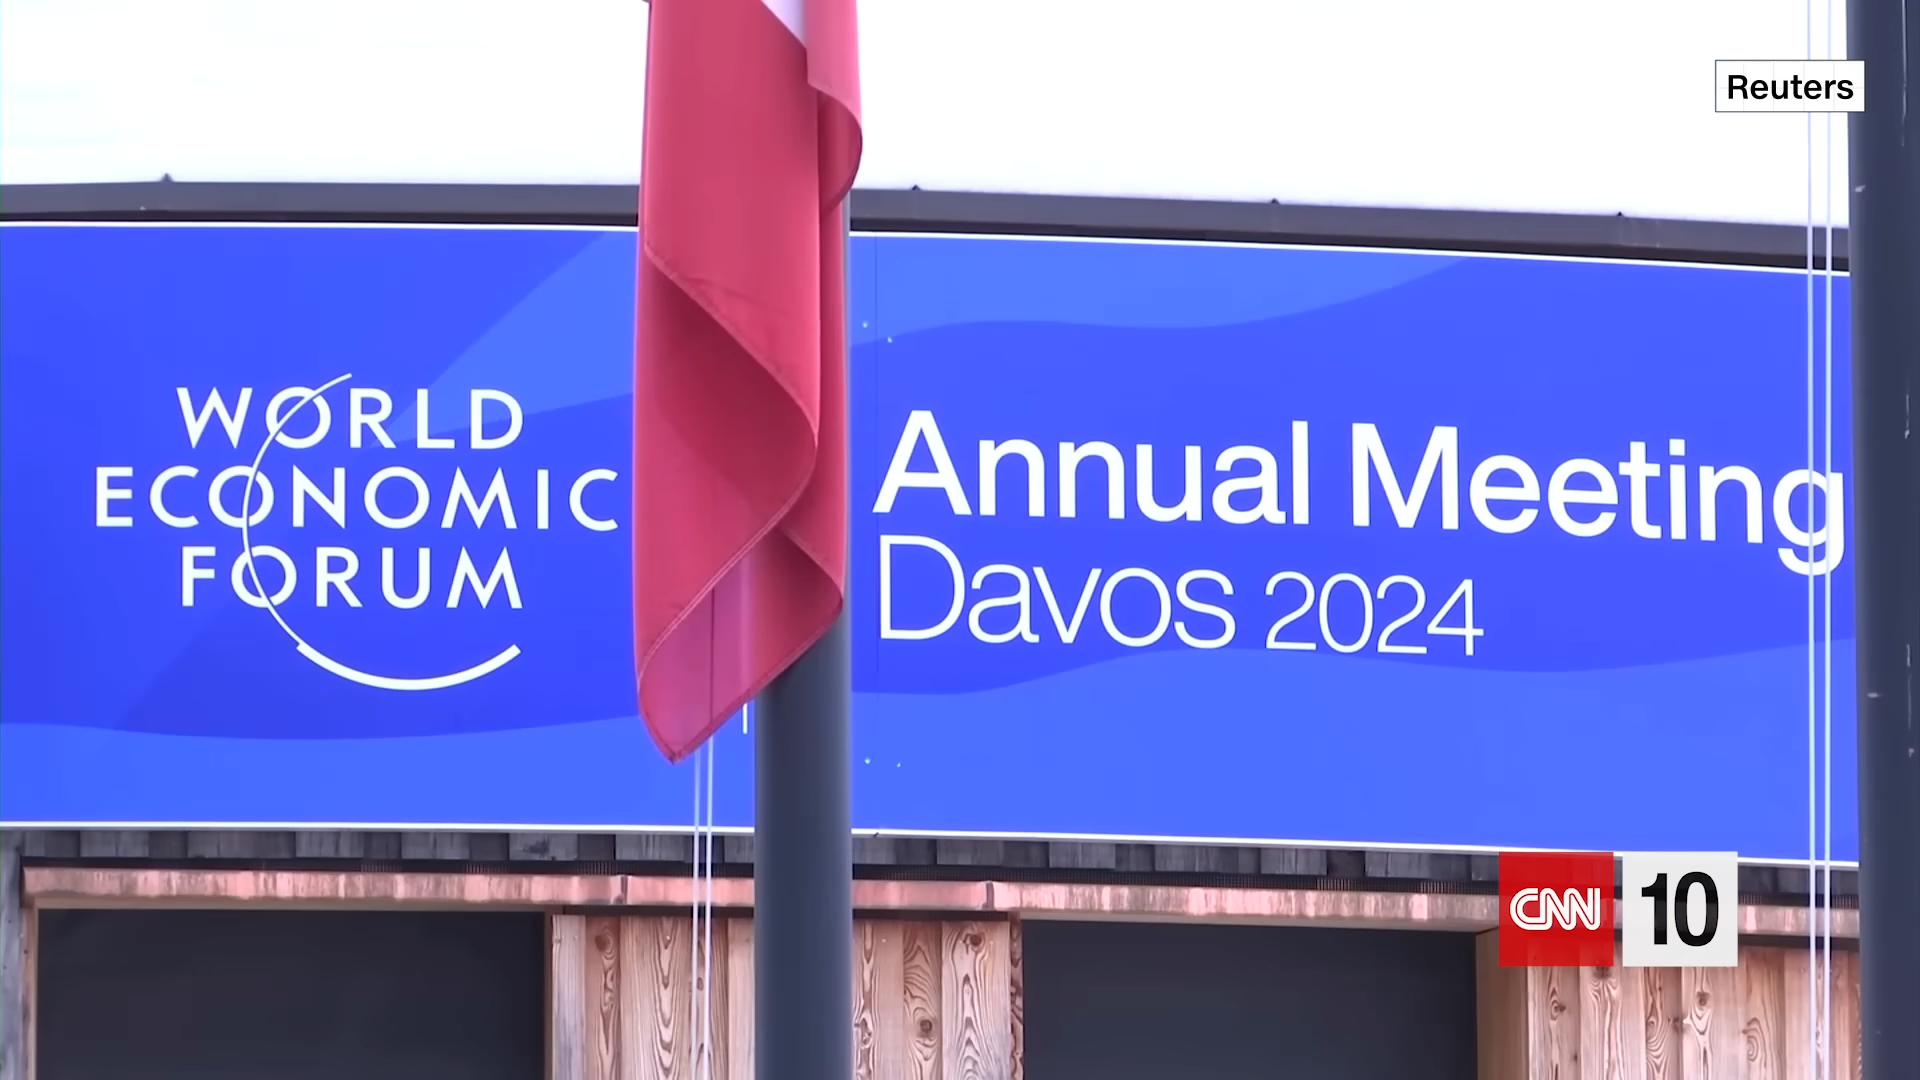 Reuters
WORLD
ECONOMIC
FORUM
Annual Meeting
Davos 2024
CNN 10